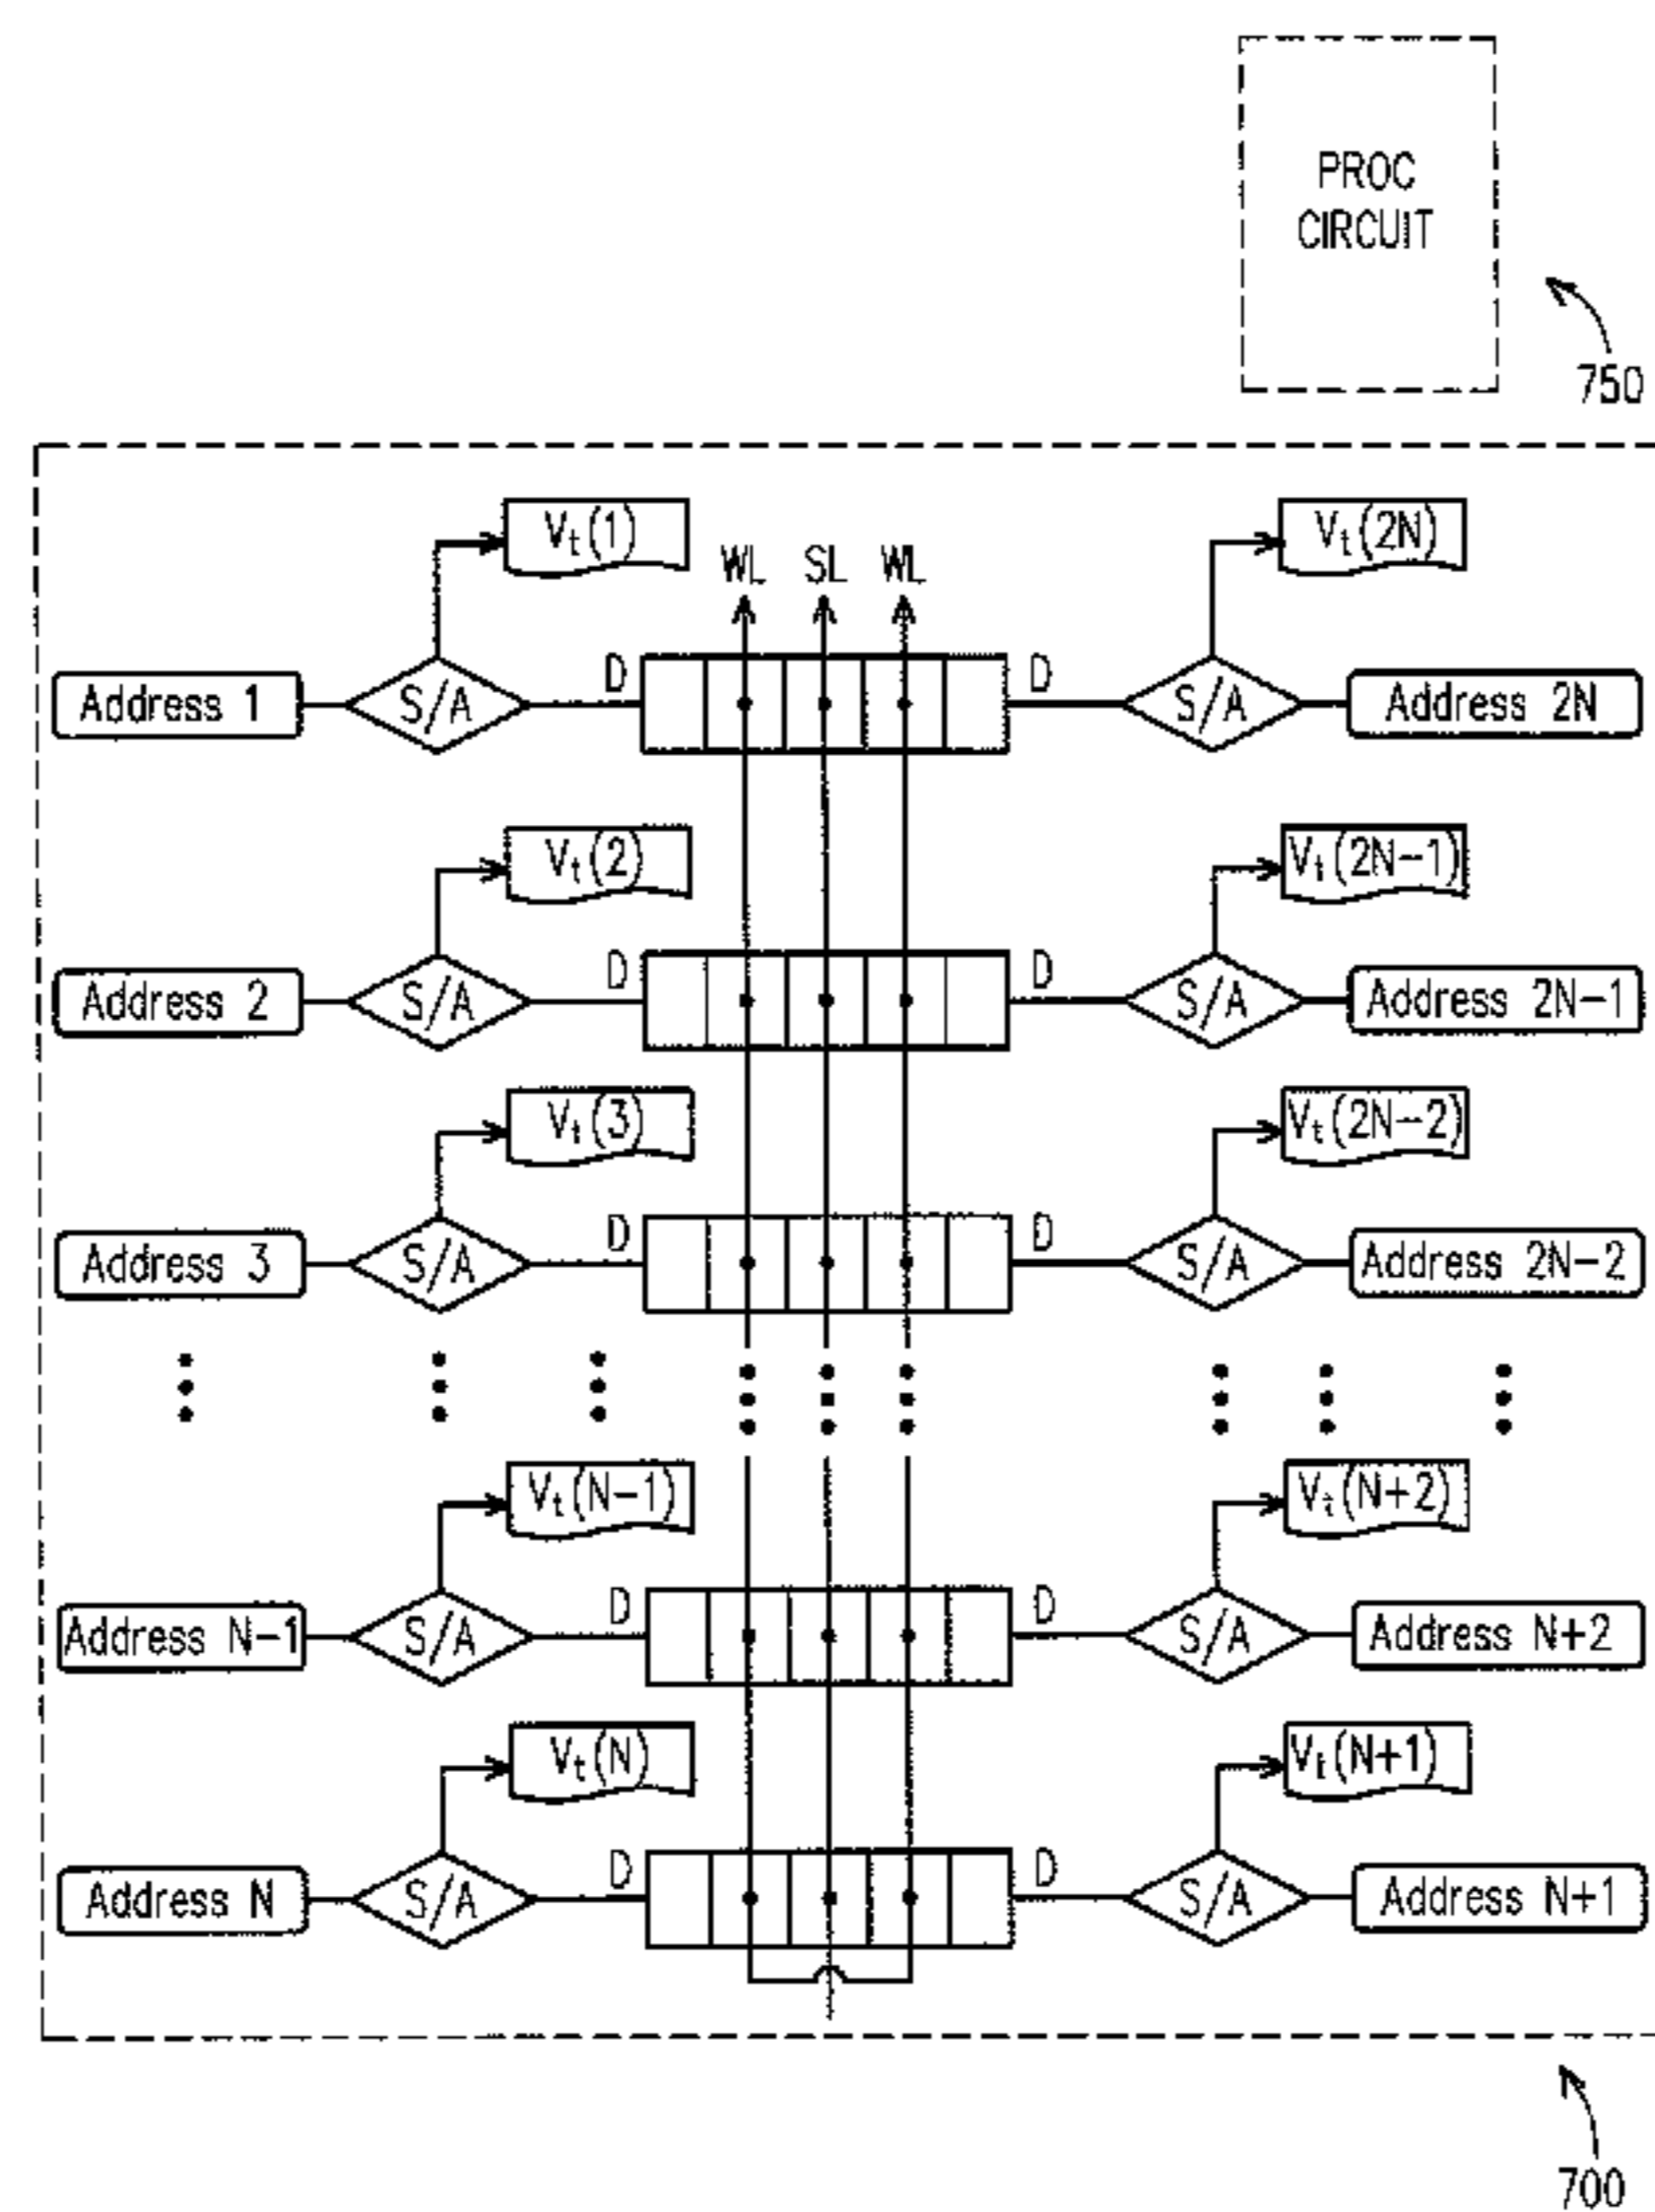 PROC
CIRCUIT
750
Vt(1)
WL SL WL
Vt(2N)
Address 1 S/A D D S/A Address 2N
Vt(2)
Vt(2N-1)
Address 2 S/A D D S/A Address 2N-1
Vt(3)
Vt(2N-2)
Address 3 S/A D D S/A Address 2N-2
Vt(N-1)
Vt(N+2)
Address N-1 S/A D D S/A Address N+2
Vt(N)
Vt(N+1)
Address N S/A D D S/A Address N+1
700